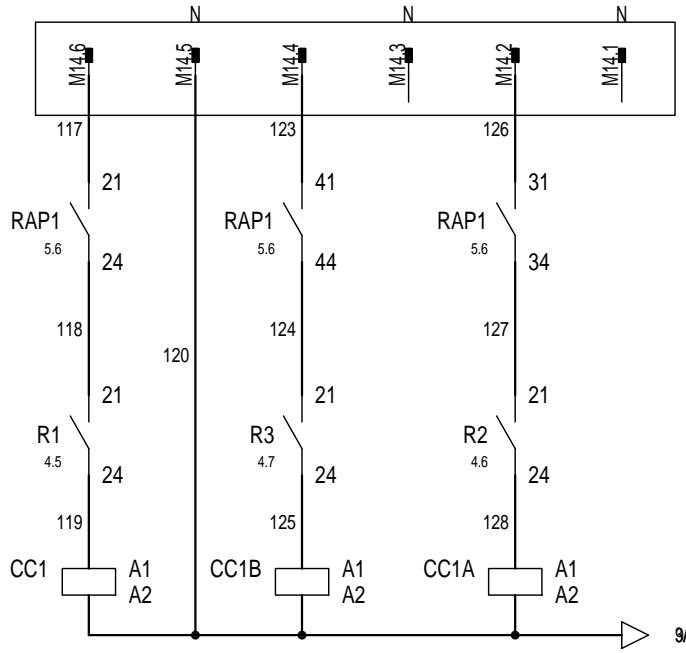 N N N
M14.6 M14.5 M14.4 M14.3 M14.2 M14.1
117 123 126
21 41 31
RAP1 RAP1 RAP1
5.6 5.6 5.6
24 44 34
118 124 127
120
21 21 21
R1 R3 R2
4.5 4.7 4.6
24 24 24
119 125 128
CC1 A1 CC1B A1 CC1A A1
A2 A2 A2